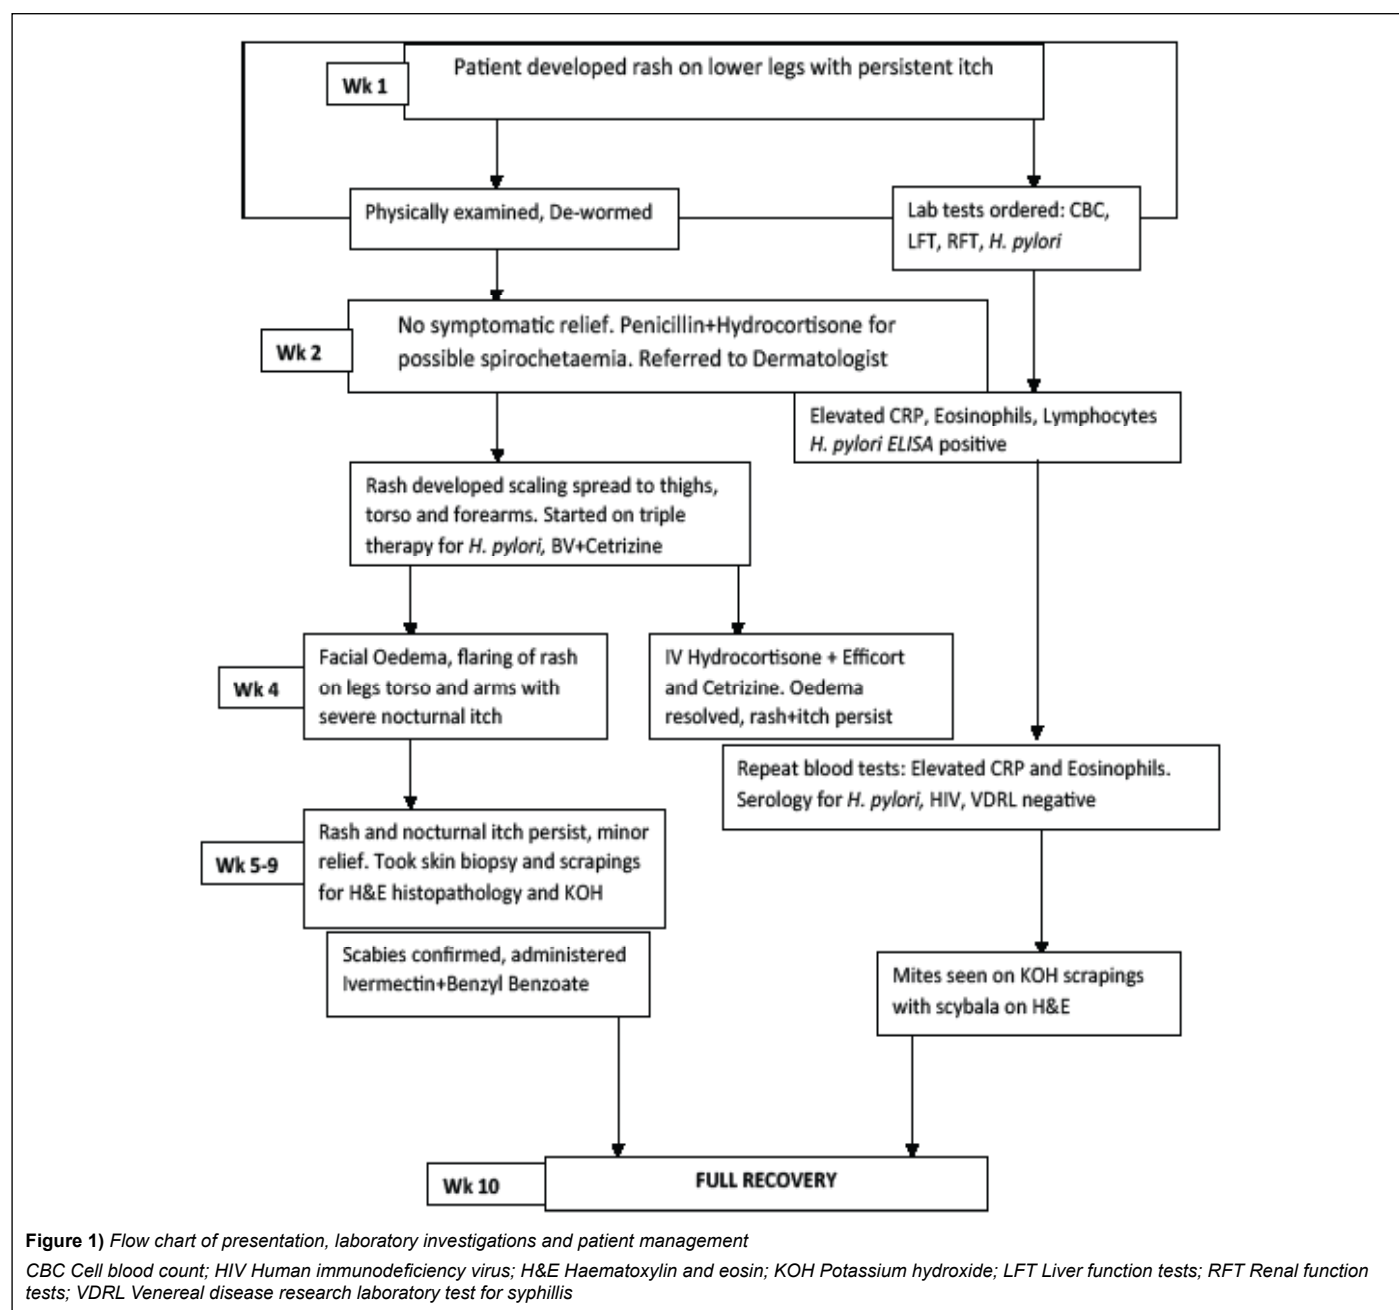 Patient developed rash on lower legs with persistent itch
Wk 1
Physically examined, De-wormed
Lab tests ordered: CBC,
LFT, RFT, H. pylori
No symptomatic relief. Penicillin+Hydrocortisone for
possible spirochetaemia. Referred to Dermatologist
Wk 2
Elevated CRP, Eosinophils, Lymphocytes
H. pylori ELISA positive
Rash developed scaling spread to thighs,
torso and forearms. Started on triple
therapy for H. pylori, BV+Cetrizine
Facial Oedema, flaring of rash
on legs torso and arms with
severe nocturnal itch
Wk 4
IV Hydrocortisone + Efficort
and Cetrizine. Oedema
resolved, rash+itch persist
Repeat blood tests: Elevated CRP and Eosinophils.
Serology for H. pylori, HIV, VDRL negative
Rash and nocturnal itch persist, minor
relief. Took skin biopsy and scrapings
for H&E histopathology and KOH
Wk 5-9
Scabies confirmed, administered
Ivermectin+Benzyl Benzoate
Mites seen on KOH scrapings
with scybala on H&E
Wk 10
FULL RECOVERY
Figure 1) Flow chart of presentation, laboratory investigations and patient management
CBC Cell blood count; HIV Human immunodeficiency virus; H&E Haematoxylin and eosin; KOH Potassium hydroxide; LFT Liver function tests; RFT Renal function
tests; VDRL Venereal disease research laboratory test for syphillis